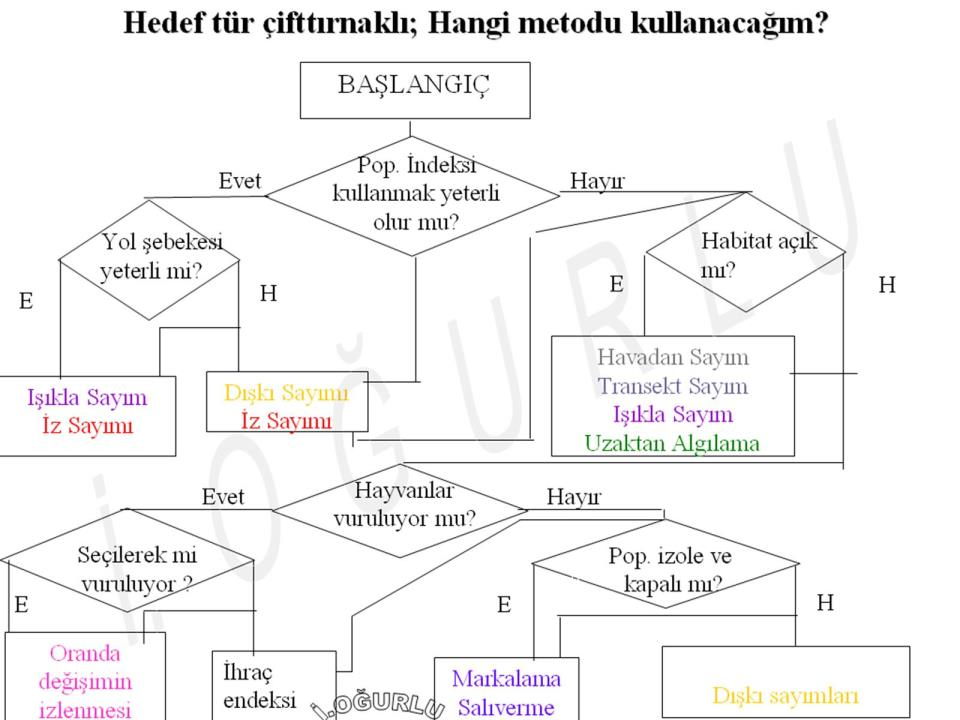 Hedef tür çifttırnaklı; Hangi metodu kullanacağım?
BAŞLANGIÇ
Pop. İndeksi
kullanmak yeterli
olur mu?
Evet
Hayır
Yol şebekesi
yeterli mi?
Habitat açık
mı?
E
H
E
H
Işıkla Sayım
İz Sayımı
Dışkı Sayımı
İz Sayımı
Havadan Sayım
Transekt Sayım
Işıkla Sayım
Uzaktan Algılama
Hayvanlar
vuruluyor mu?
Evet
Hayır
Seçilerek mi
vuruluyor ?
Pop. izole ve
kapalı mı?
E
E
H
Oranda
değişimin
izlenmesi
İhraç
endeksi
Markalama
Salıverme
Dışkı sayımları
İ.OĞURLU
İ.OĞURLU